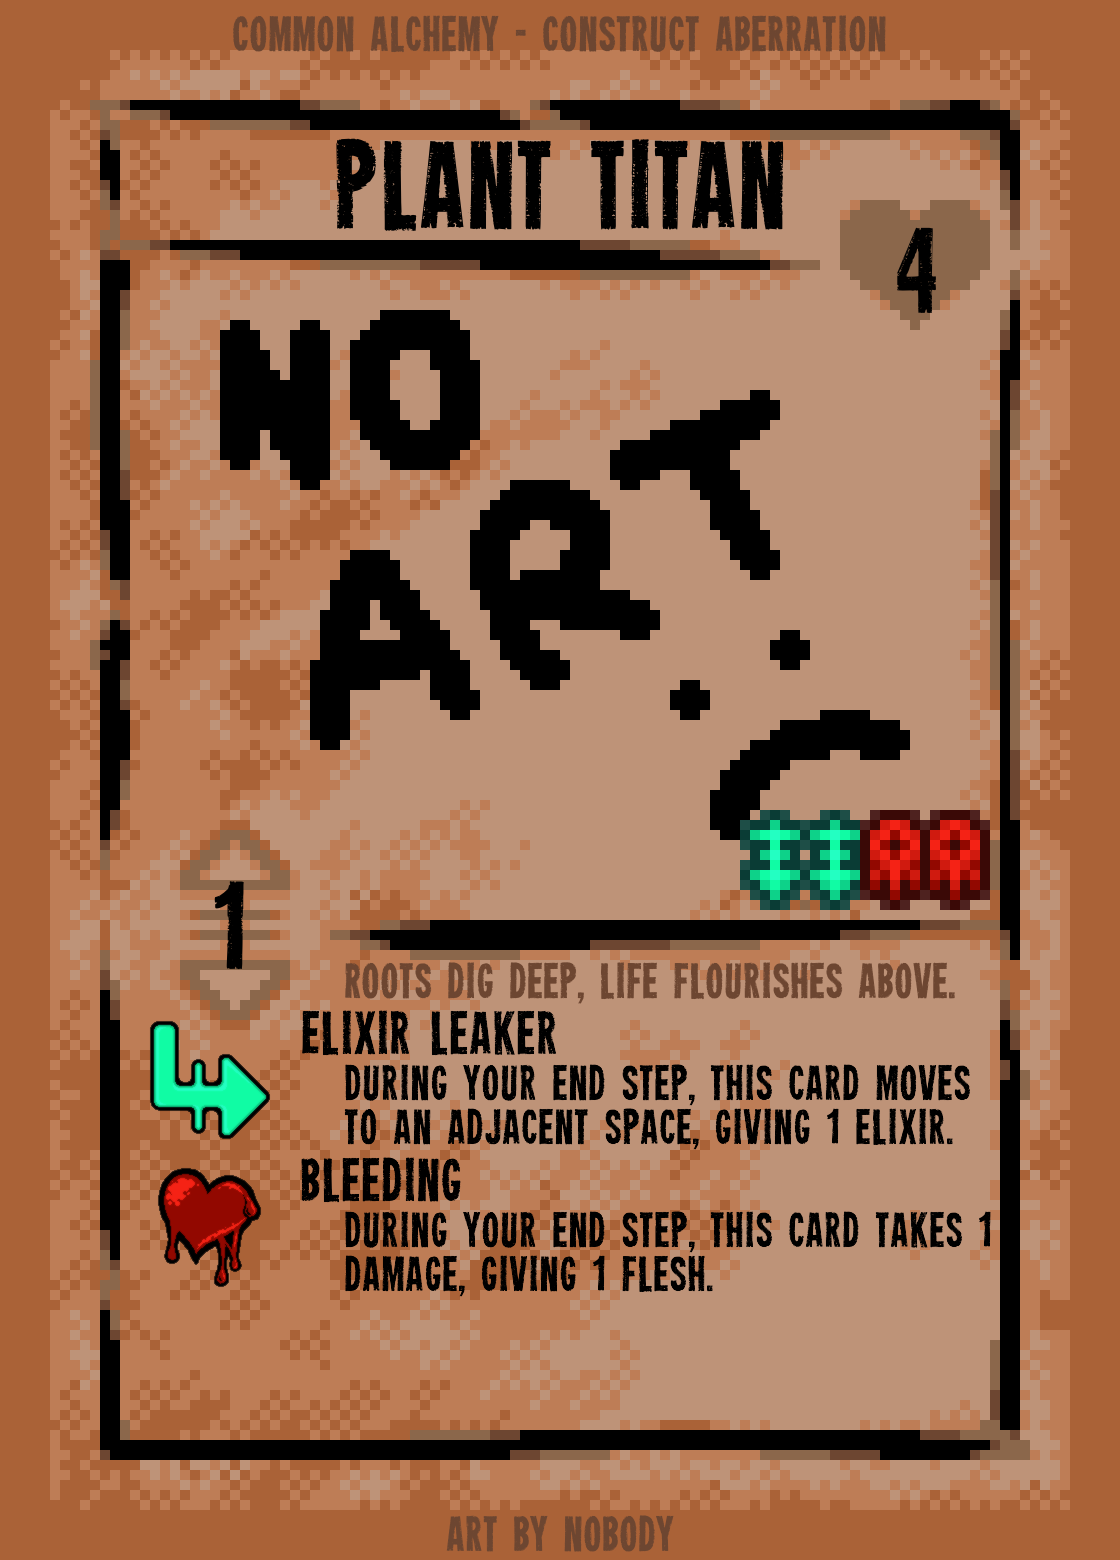 COMMON ALCHEMY - CONSTRUCT ABERRATION
PLANT TITAN
4
NO
ART
:(
1
ROOTS DIG DEEP, LIFE FLOURISHES ABOVE.
ELIXIR LEAKER
DURING YOUR END STEP, THIS CARD MOVES
TO AN ADJACENT SPACE, GIVING 1 ELIXIR.
BLEEDING
DURING YOUR END STEP, THIS CARD TAKES 1
DAMAGE, GIVING 1 FLESH.
ART BY NOBODY